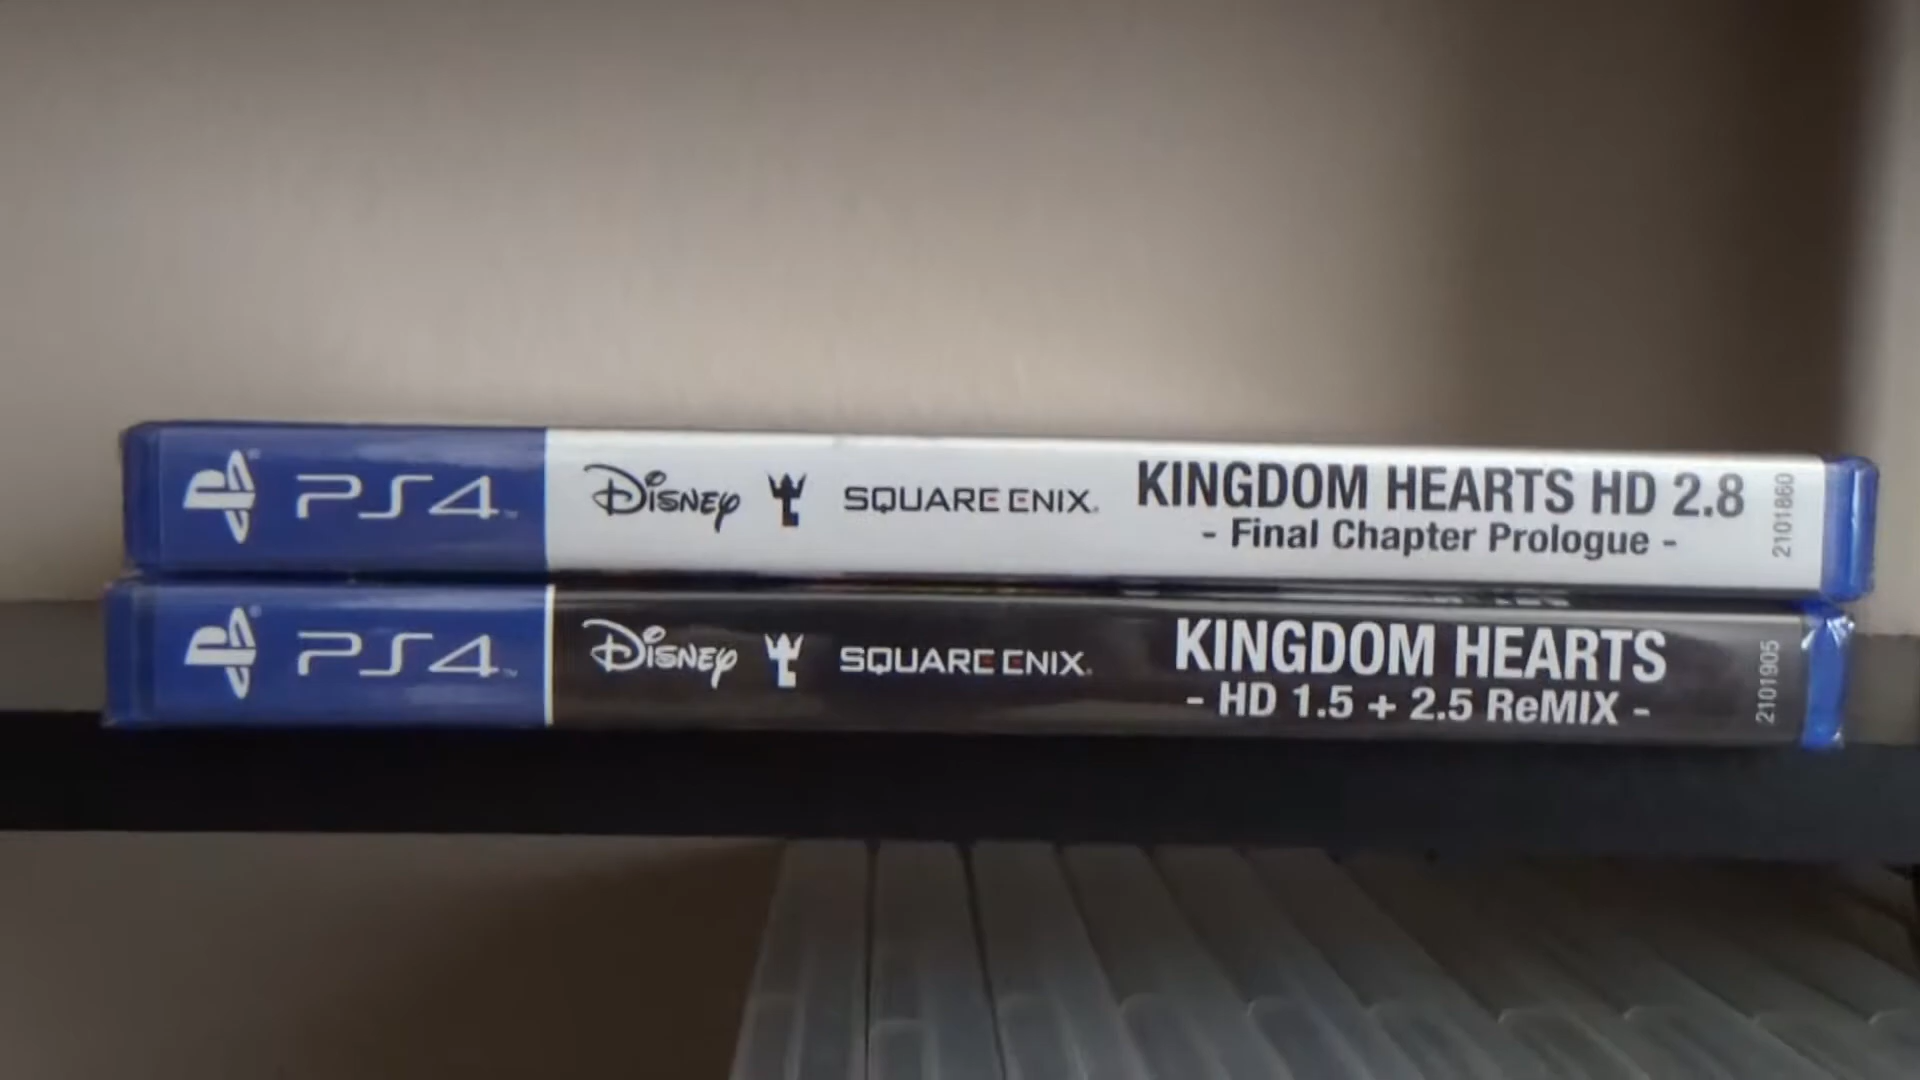 PS4 Disney SQUARE ENIX. KINGDOM HEARTS HD 2.8
- Final Chapter Prologue -
2101860
PS4 Disney SQUARE ENIX. KINGDOM HEARTS
- HD 1.5 + 2.5 ReMIX -
2101905